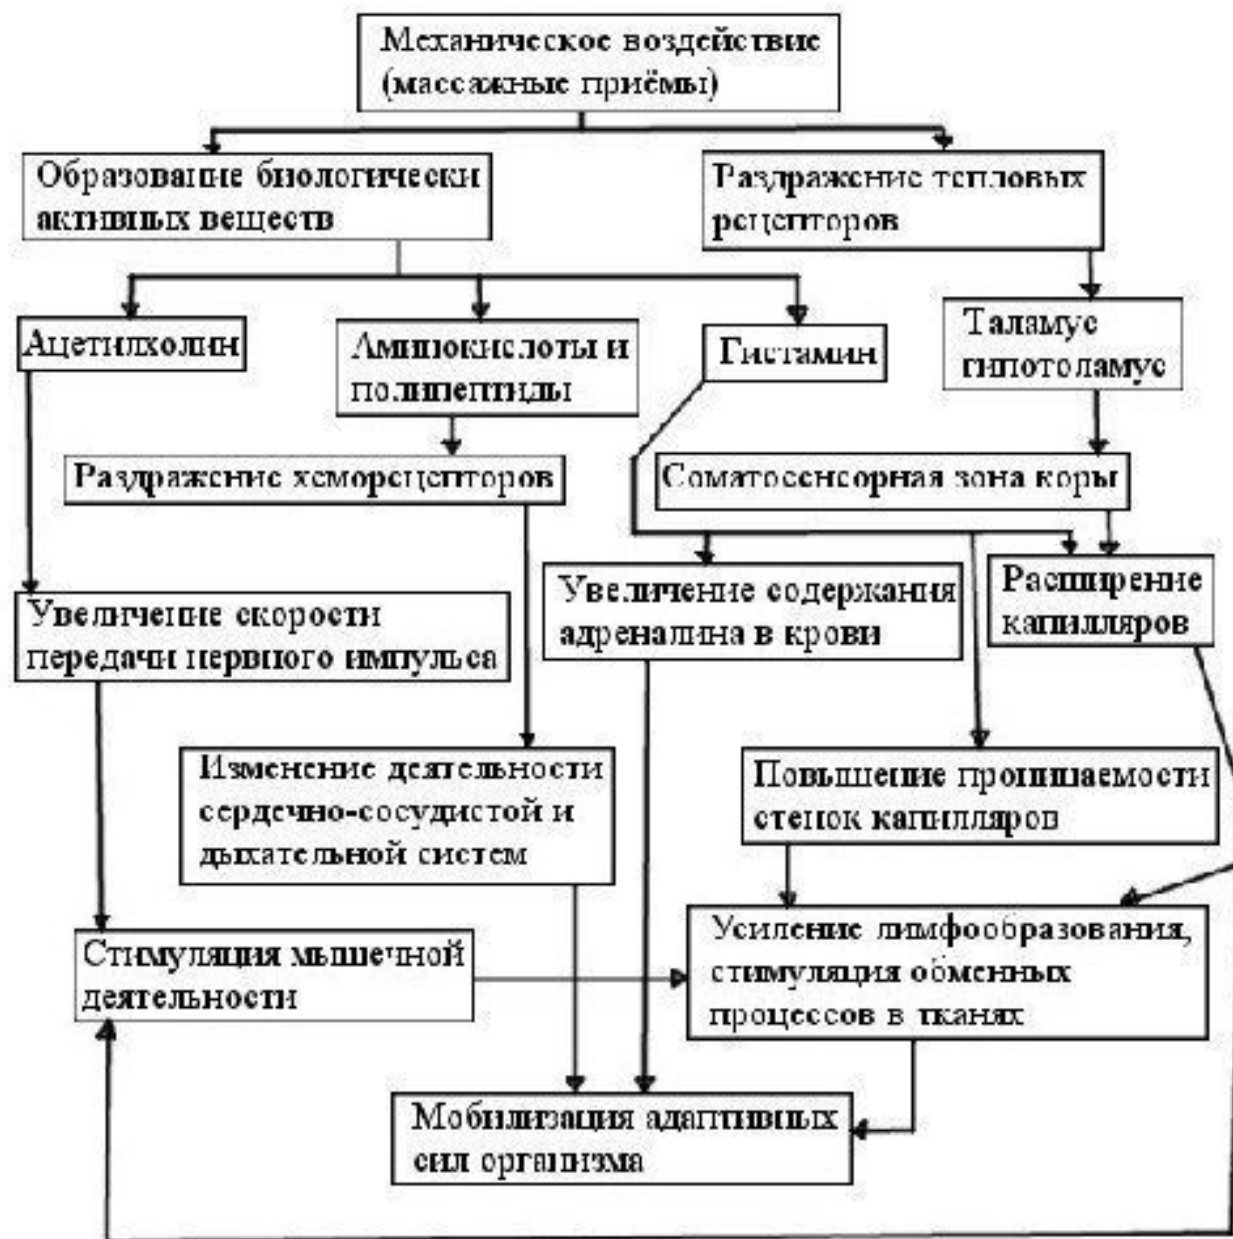 Механическое воздействие
(массажные приёмы)
Образование биологически
активных веществ
Раздражение тепловых
рецепторов
Ацетилхолин
Аминокислоты и
полипептиды
Гистамин
Таламус
гипотоламус
Раздражение хеморецепторов
Соматосенсорная зона коры
Увеличение скорости
передачи нервного импульса
Увеличение содержания
адреналина в крови
Расширение
капилляров
Изменение деятельности
сердечно-сосудистой и
дыхательной систем
Повышение проницаемости
стенок капилляров
Стимуляция мышечной
деятельности
Усиление лимфообразования,
стимуляция обменных
процессов в тканях
Мобилизация адаптивных
сил организма